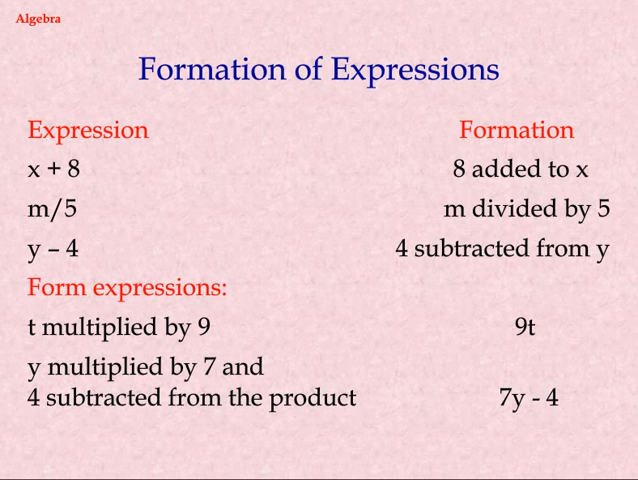 Algebra
Formation of Expressions
Expression Formation
x + 8 8 added to x
m/5 m divided by 5
y – 4 4 subtracted from y
Form expressions:
t multiplied by 9 9t
y multiplied by 7 and
4 subtracted from the product 7y - 4